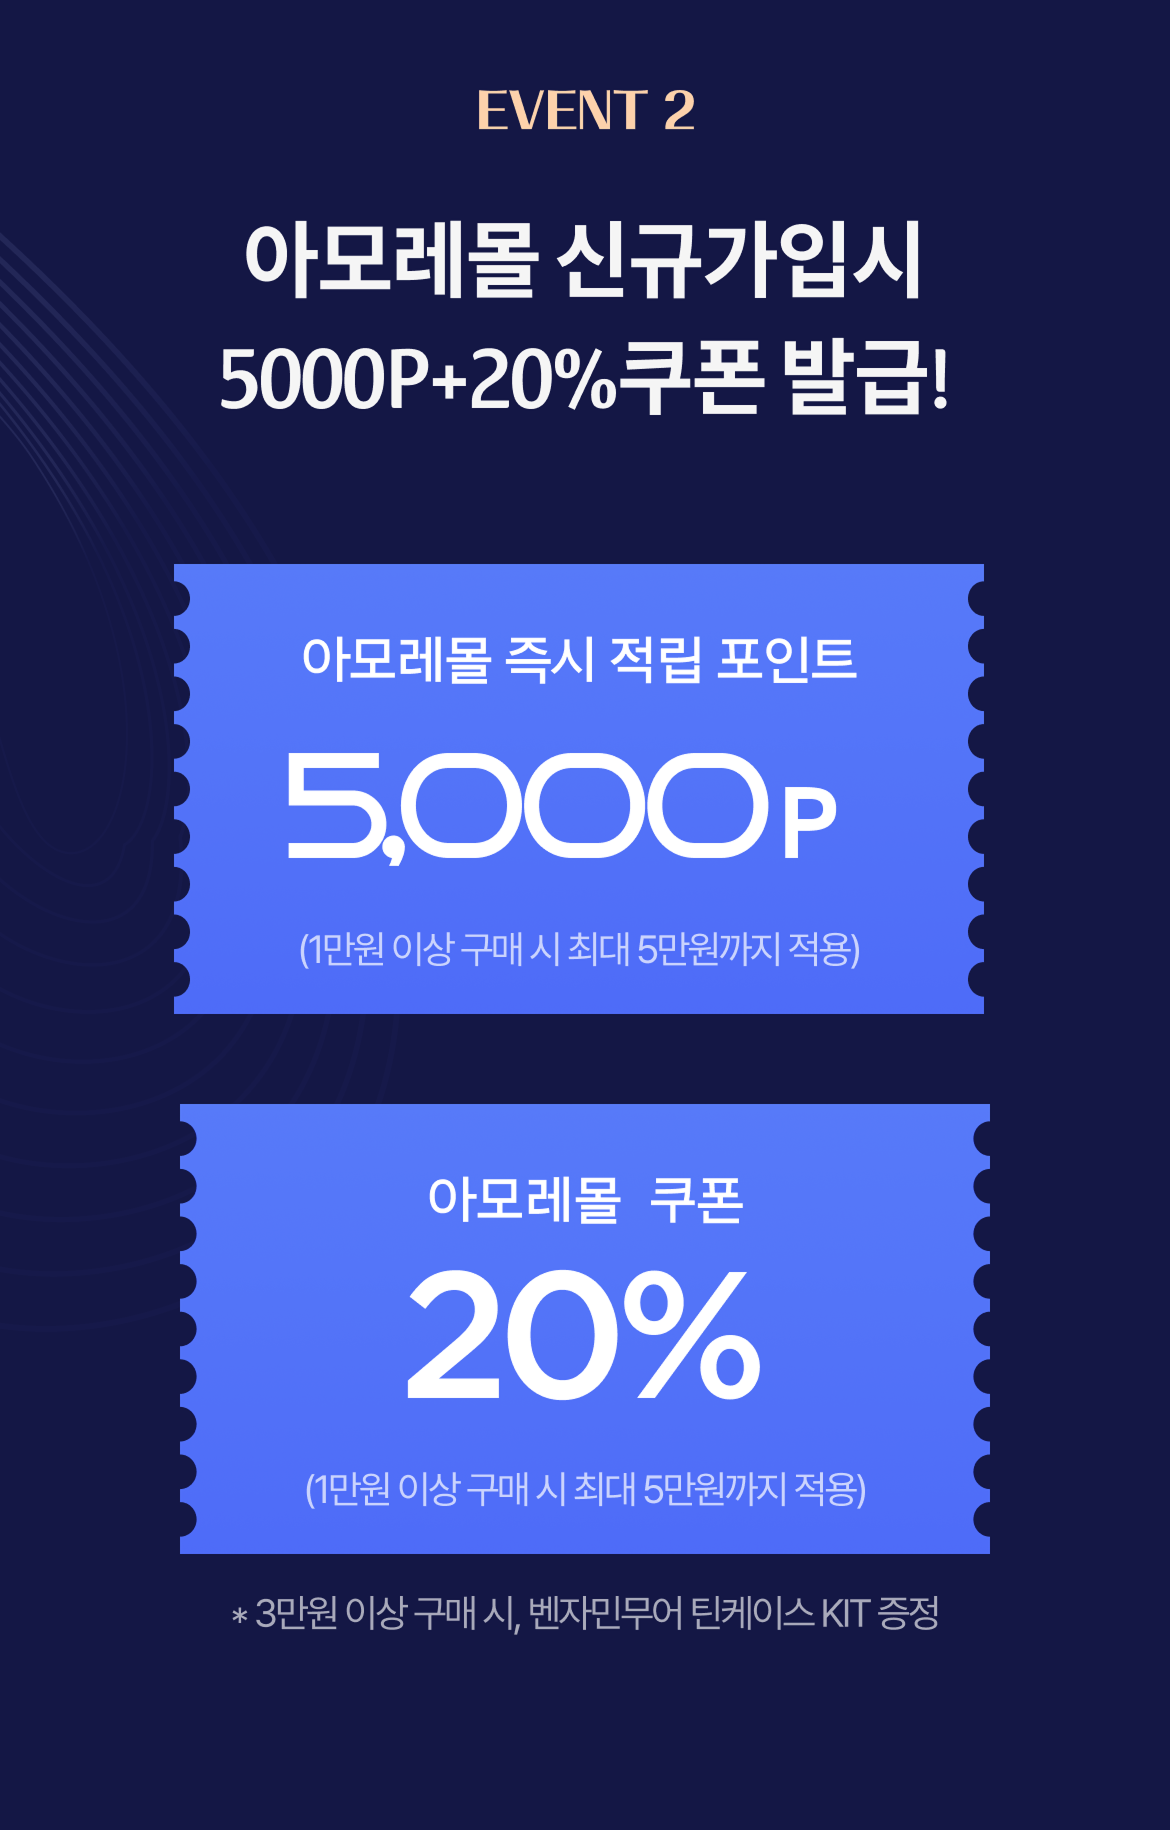 EVENT 2
아모레몰 신규가입시
5000P+20%쿠폰 발급!
아모레몰 즉시 적립 포인트
5,000P
(1만원 이상 구매 시 최대 5만원까지 적용)
아모레몰 쿠폰
20%
(1만원 이상 구매 시 최대 5만원까지 적용)
* 3만원 이상 구매 시, 벤자민무어 틴케이스 KIT 증정